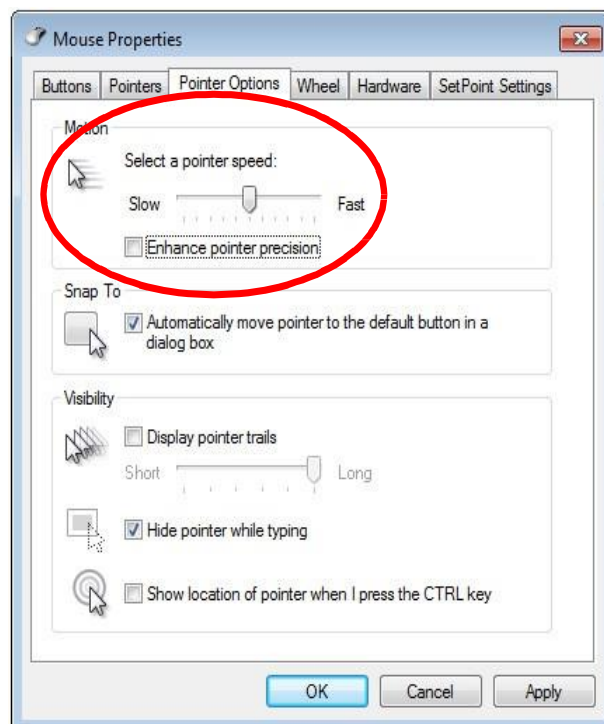 Mouse Properties
Buttons Pointers Pointer Options Wheel Hardware SetPoint Settings
Motion
Select a pointer speed:
Slow Fast
Enhance pointer precision
Snap To
Automatically move pointer to the default button in a
dialog box
Visibility
Display pointer trails
Short Long
Hide pointer while typing
Show location of pointer when I press the CTRL key
OK Cancel Apply